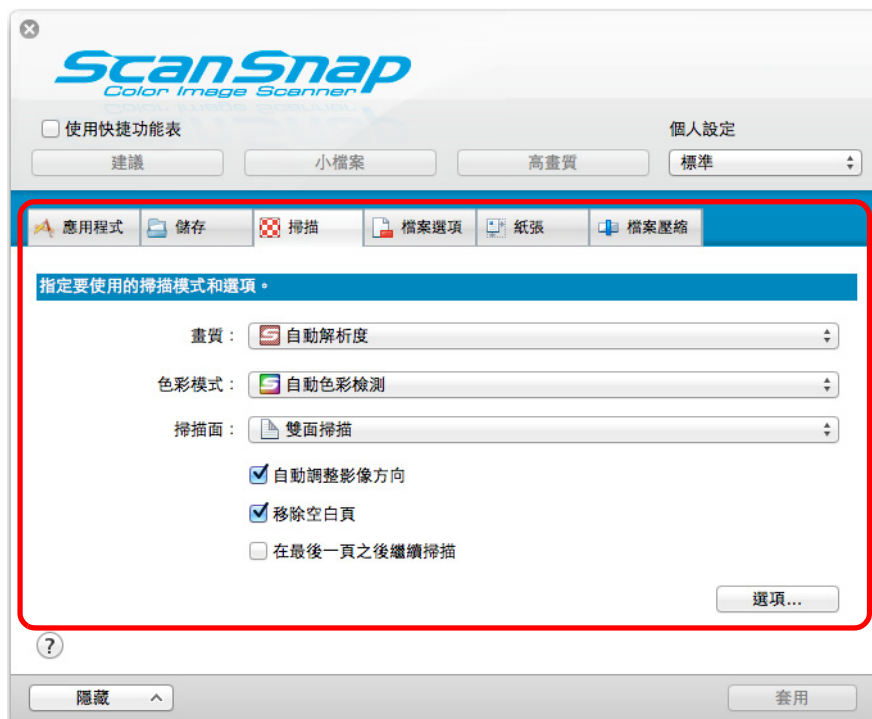 ScanSnap
Color Image Scanner
使用快捷功能表
個人設定
建議 小檔案 高畫質 標準
應用程式 儲存 掃描 檔案選項 紙張 檔案壓縮
指定要使用的掃描模式和選項。
畫質： 自動解析度
色彩模式： 自動色彩檢測
掃描面： 雙面掃描
自動調整影像方向
移除空白頁
在最後一頁之後繼續掃描
選項...
?
隱藏 套用